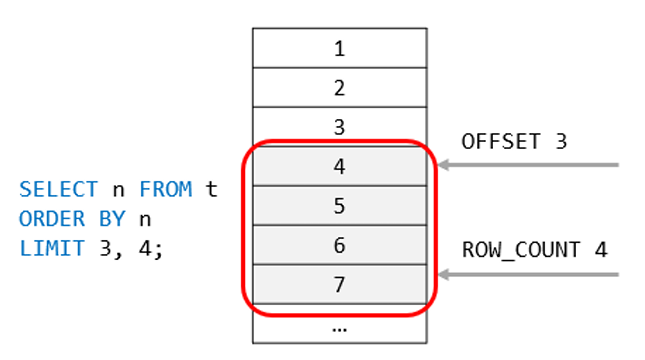 SELECT n FROM t
ORDER BY n
LIMIT 3, 4;
1
2
3
4
5
6
7
...
OFFSET 3
ROW_COUNT 4